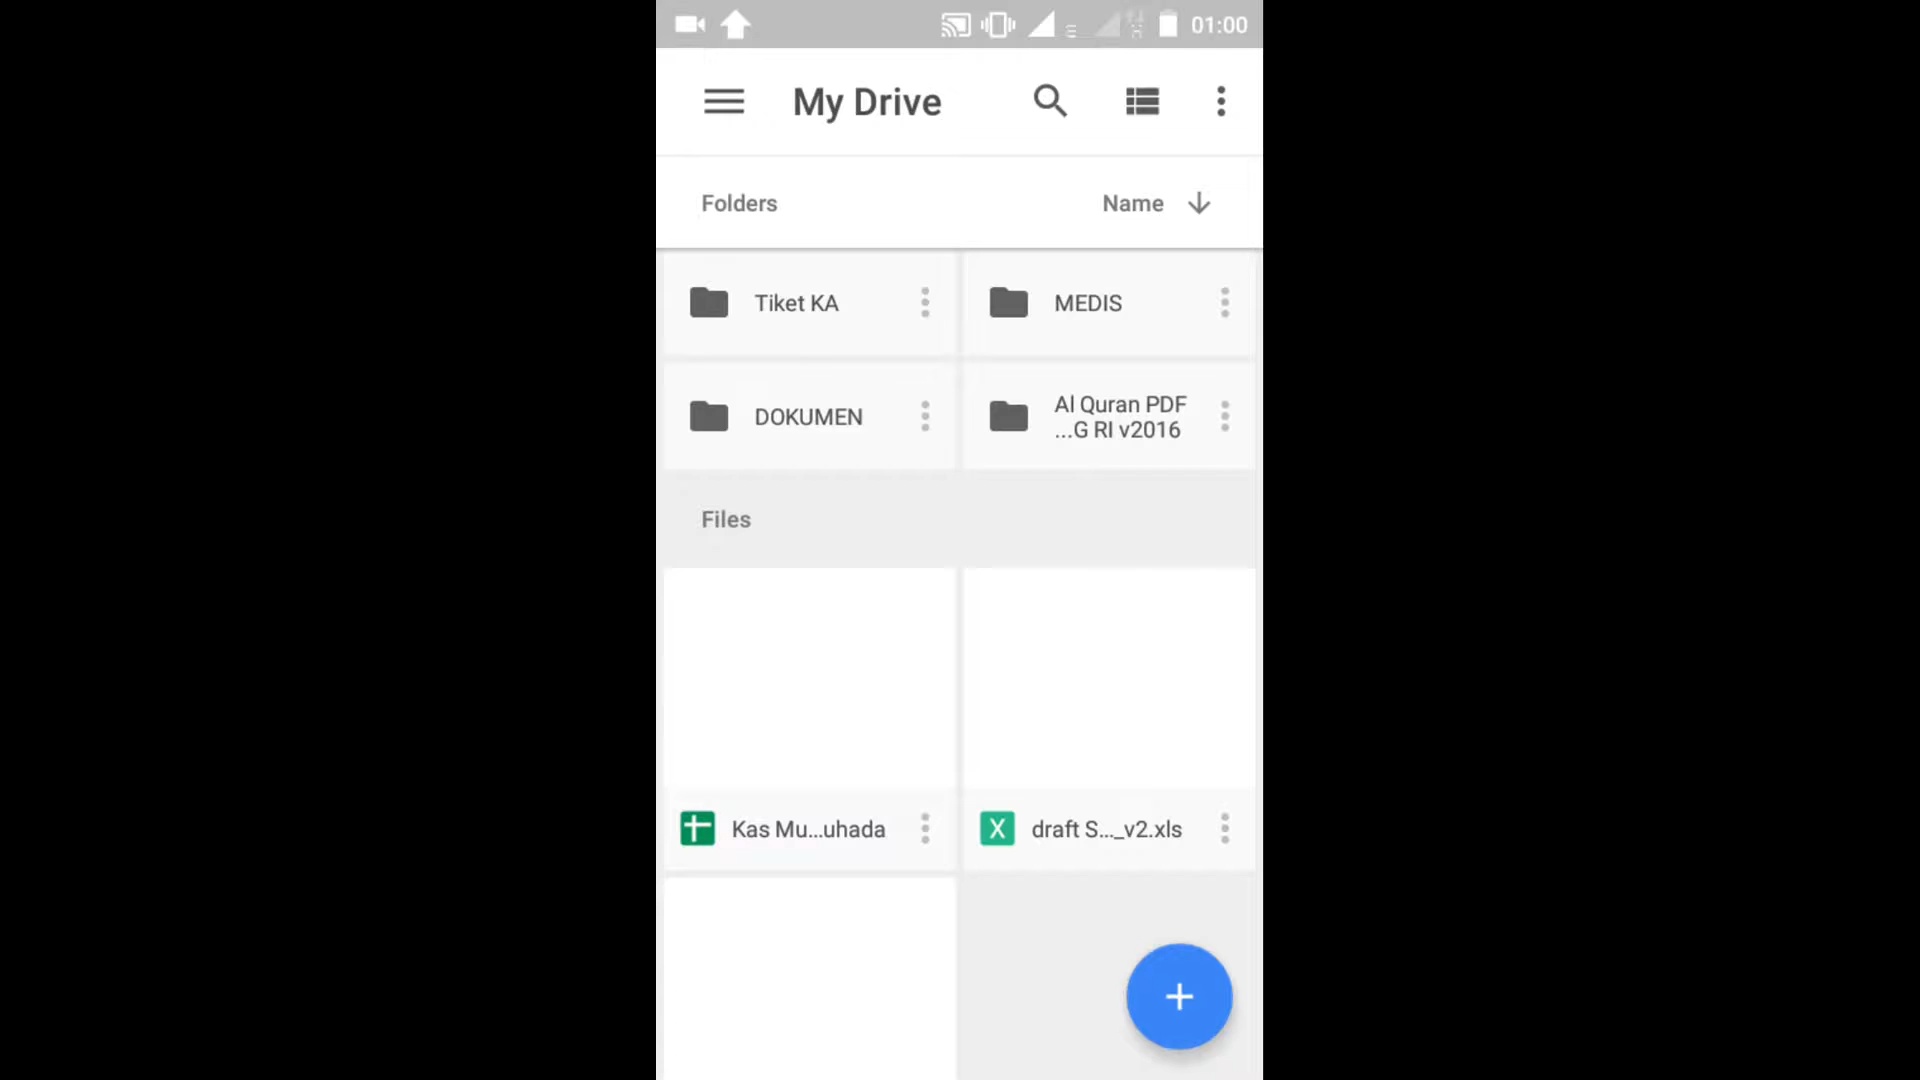 01:00
My Drive
Folders
Name
Tiket KA
MEDIS
DOKUMEN
Al Quran PDF
...G RI v2016
Files
Kas Mu...uhada
draft S..._v2.xls